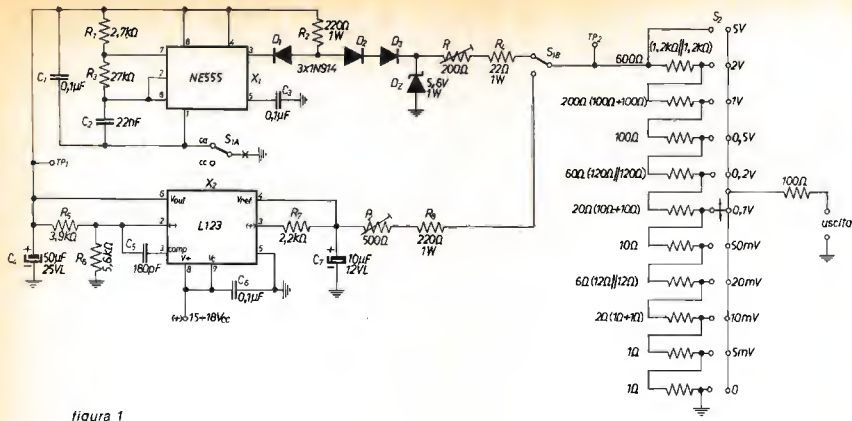 R₁
2,7kΩ
R₃
27kΩ
C₁
0,1µF
C₂
22nF
8
4
7
2
6
3
5
1
NE555
X₁
D₁
R₂
220Ω
1W
D₂
D₃
3x1N914
C₃
0,1µF
DZ
5,6V
1W
200Ω
R₄
22Ω
1W
S1B
TP₂
ca
cc
S1A
TP₁
X₂
6
Vout
Vref
4
2
(-)
L123
(+)
3
3
comp
V+
Vc
5
8
7
R₅
3,9kΩ
R₆
5,6kΩ
C₄
50µF
25VL
C₅
180pF
C₆
0,1µF
(+) 15÷18Vcc
R₇
2,2kΩ
C₇
10µF
12VL
500Ω
R₈
220Ω
1W
S₂
600Ω
(1,2kΩ//1,2kΩ)
5V
2V
200Ω (100Ω+100Ω)
1V
100Ω
0,5V
60Ω (120Ω//120Ω)
0,2V
20Ω (10Ω+10Ω)
0,1V
100Ω
uscita
10Ω
50mV
6Ω (12Ω//12Ω)
20mV
2Ω (1Ω+1Ω)
10mV
1Ω
5mV
1Ω
0
figura 1